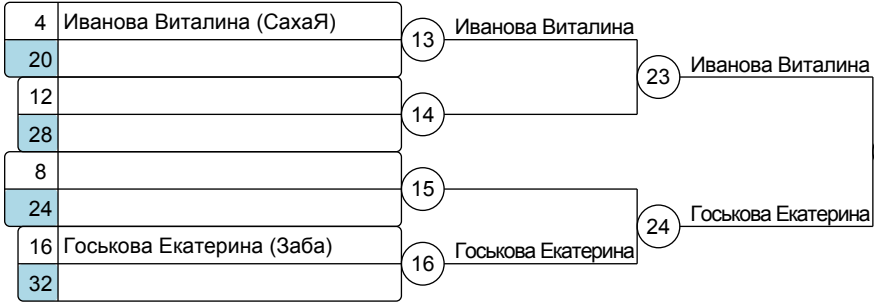 4 Иванова Виталина (СахаЯ)
20
13 Иванова Виталина
12
28
14
23 Иванова Виталина
8
24
15
16 Госькова Екатерина (Заба)
32
16 Госькова Екатерина
24 Госькова Екатерина